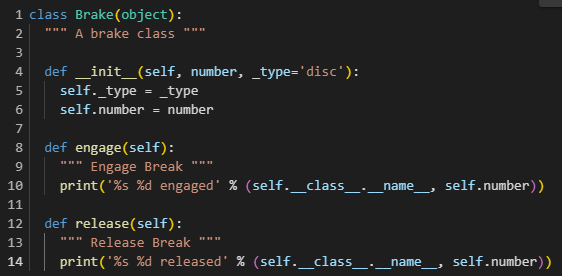 1 class Brake(object):
2   """ A brake class """
3
4   def __init__(self, number, _type='disc'):
5     self._type = _type
6     self.number = number
7
8   def engage(self):
9     """ Engage Break """
10     print('%s %d engaged' % (self.__class__.__name__, self.number))
11
12   def release(self):
13     """ Release Break """
14     print('%s %d released' % (self.__class__.__name__, self.number))